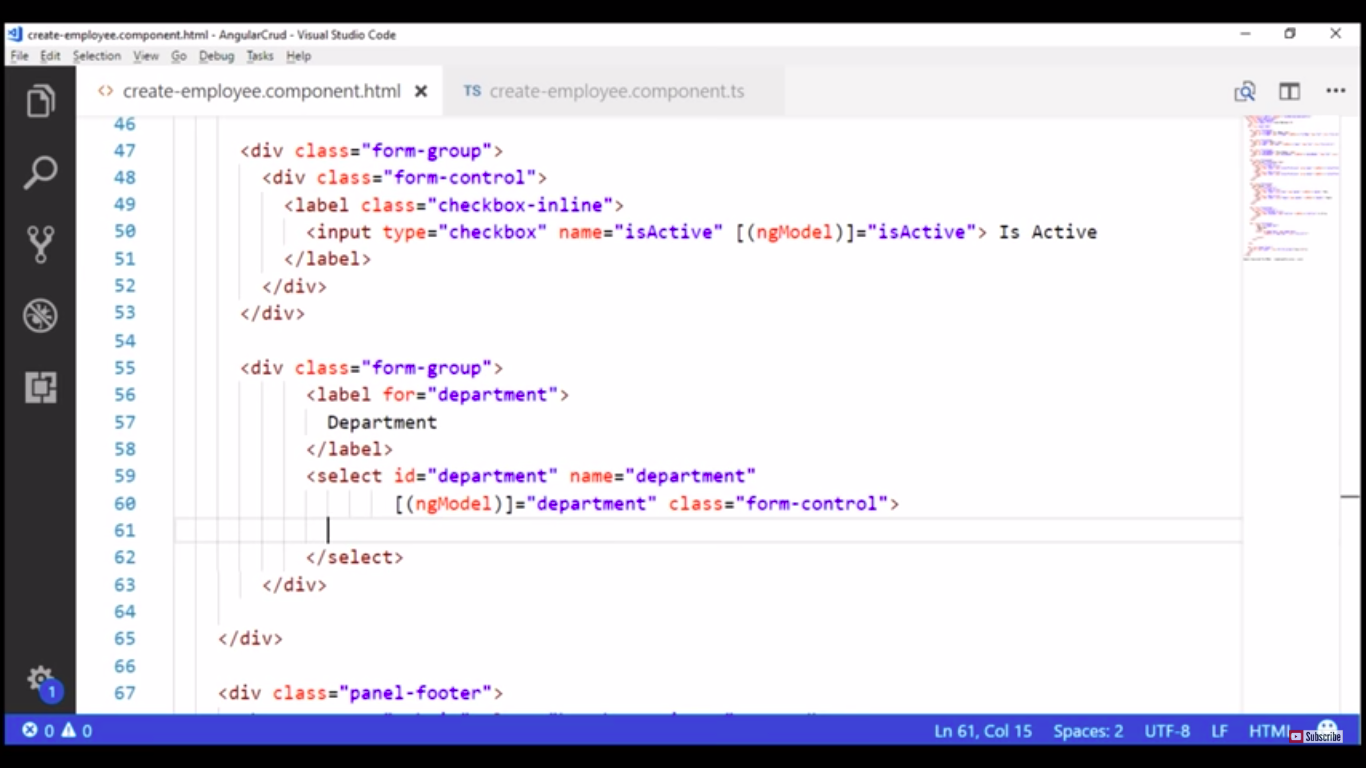 create-employee.component.html - AngularCrud - Visual Studio Code
File Edit Selection View Go Debug Tasks Help
<> create-employee.component.html × TS create-employee.component.ts
46
47 <div class="form-group">
48 <div class="form-control">
49 <label class="checkbox-inline">
50 <input type="checkbox" name="isActive" [(ngModel)]="isActive"> Is Active
51 </label>
52 </div>
53 </div>
54
55 <div class="form-group">
56 <label for="department">
57 Department
58 </label>
59 <select id="department" name="department"
60 [(ngModel)]="department" class="form-control">
61
62 </select>
63 </div>
64
65 </div>
66
67 <div class="panel-footer">
1
0 0 Ln 61, Col 15 Spaces: 2 UTF-8 LF HTML Subscribe